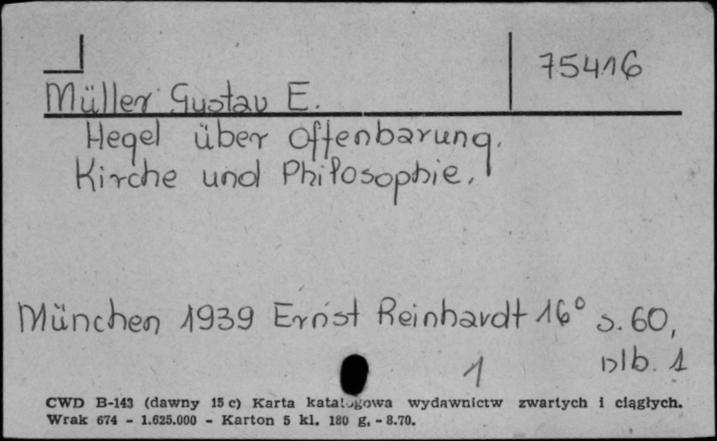 75416
Müller Gustav E.
Hegel über Offenbarung,
Kirche und Philosophie.
München 1939 Ernst Reinhardt 16° s. 60,
nlb. 1
1
CWD B-143 (dawny 15 c) Karta katalogowa wydawnictw zwartych i ciągłych.
Wrak 674 - 1.625.000 - Karton 5 kl. 180 g. - 8.70.